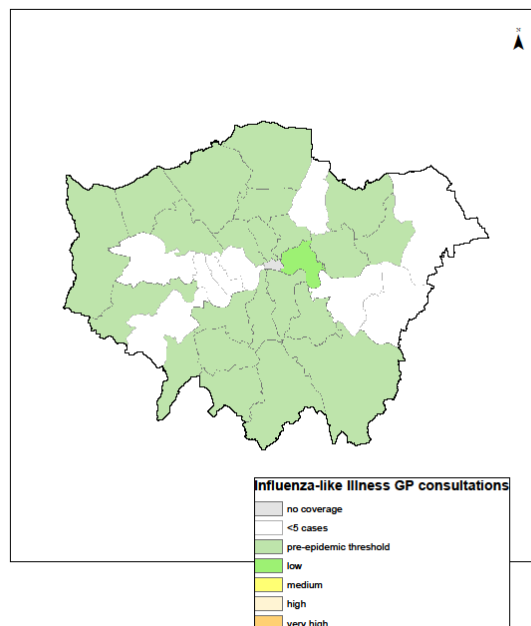 Influenza-like Illness GP consultations
no coverage
<5 cases
pre-epidemic threshold
low
medium
high
very high